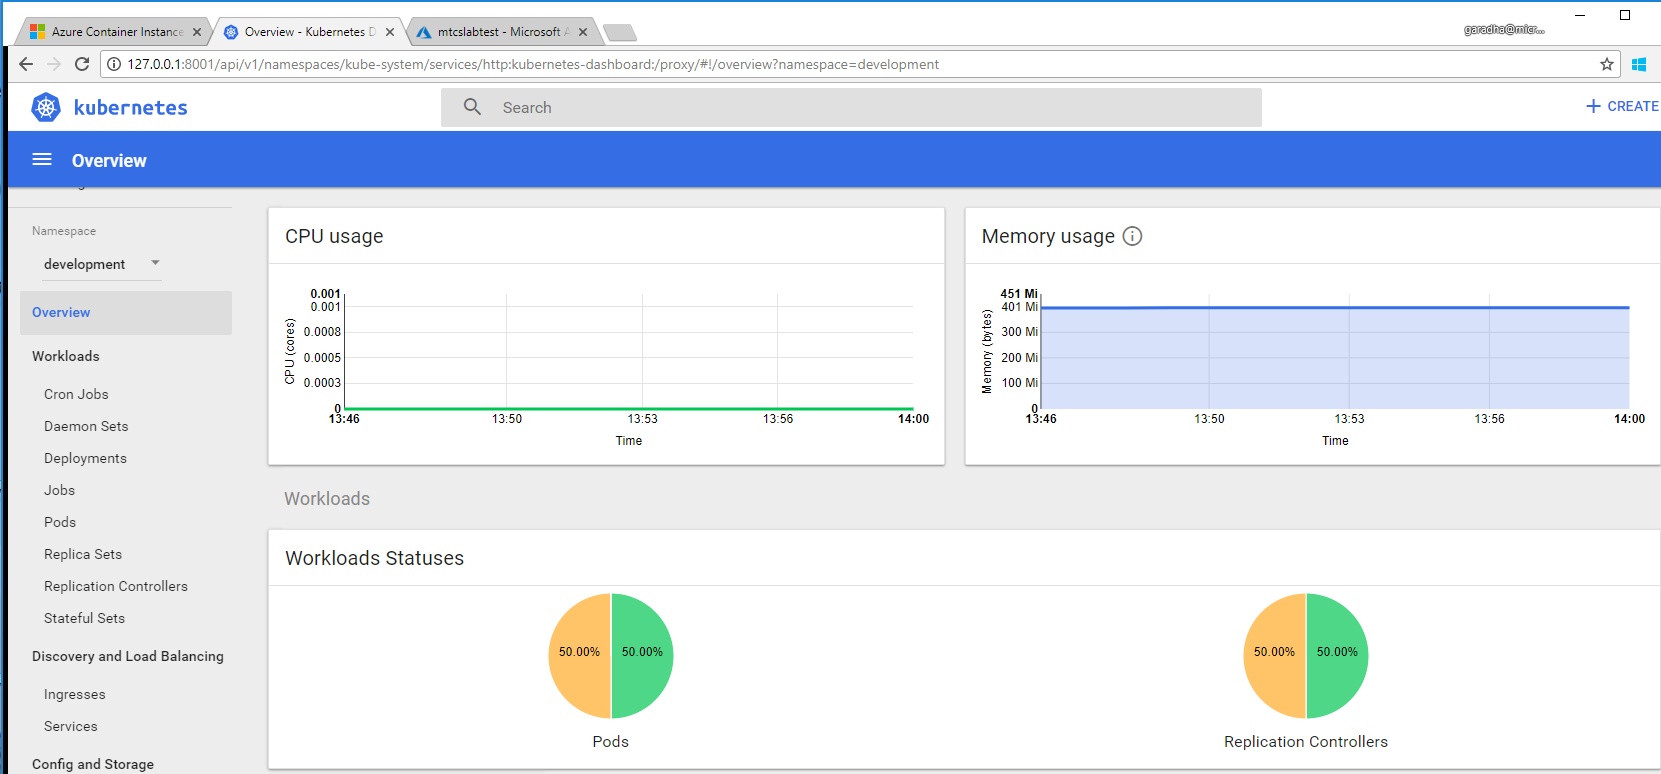 Azure Container Instance
Overview - Kubernetes D
mtcslabtest - Microsoft A
garadha@micr...
127.0.0.1:8001/api/v1/namespaces/kube-system/services/http:kubernetes-dashboard:/proxy/#!/overview?namespace=development
kubernetes
Search
+ CREATE
Overview
Namespace
development
Overview
Workloads
Cron Jobs
Daemon Sets
Deployments
Jobs
Pods
Replica Sets
Replication Controllers
Stateful Sets
Discovery and Load Balancing
Ingresses
Services
Config and Storage
CPU usage
CPU (cores)
0.001
0.001
0.0008
0.0005
0.0003
0
13:46 13:50 13:53 13:56 14:00
Time
Memory usage
Memory (bytes)
451 Mi
401 Mi
300 Mi
200 Mi
100 Mi
0
13:46 13:50 13:53 13:56 14:00
Time
Workloads
Workloads Statuses
50.00% 50.00%
Pods
50.00% 50.00%
Replication Controllers